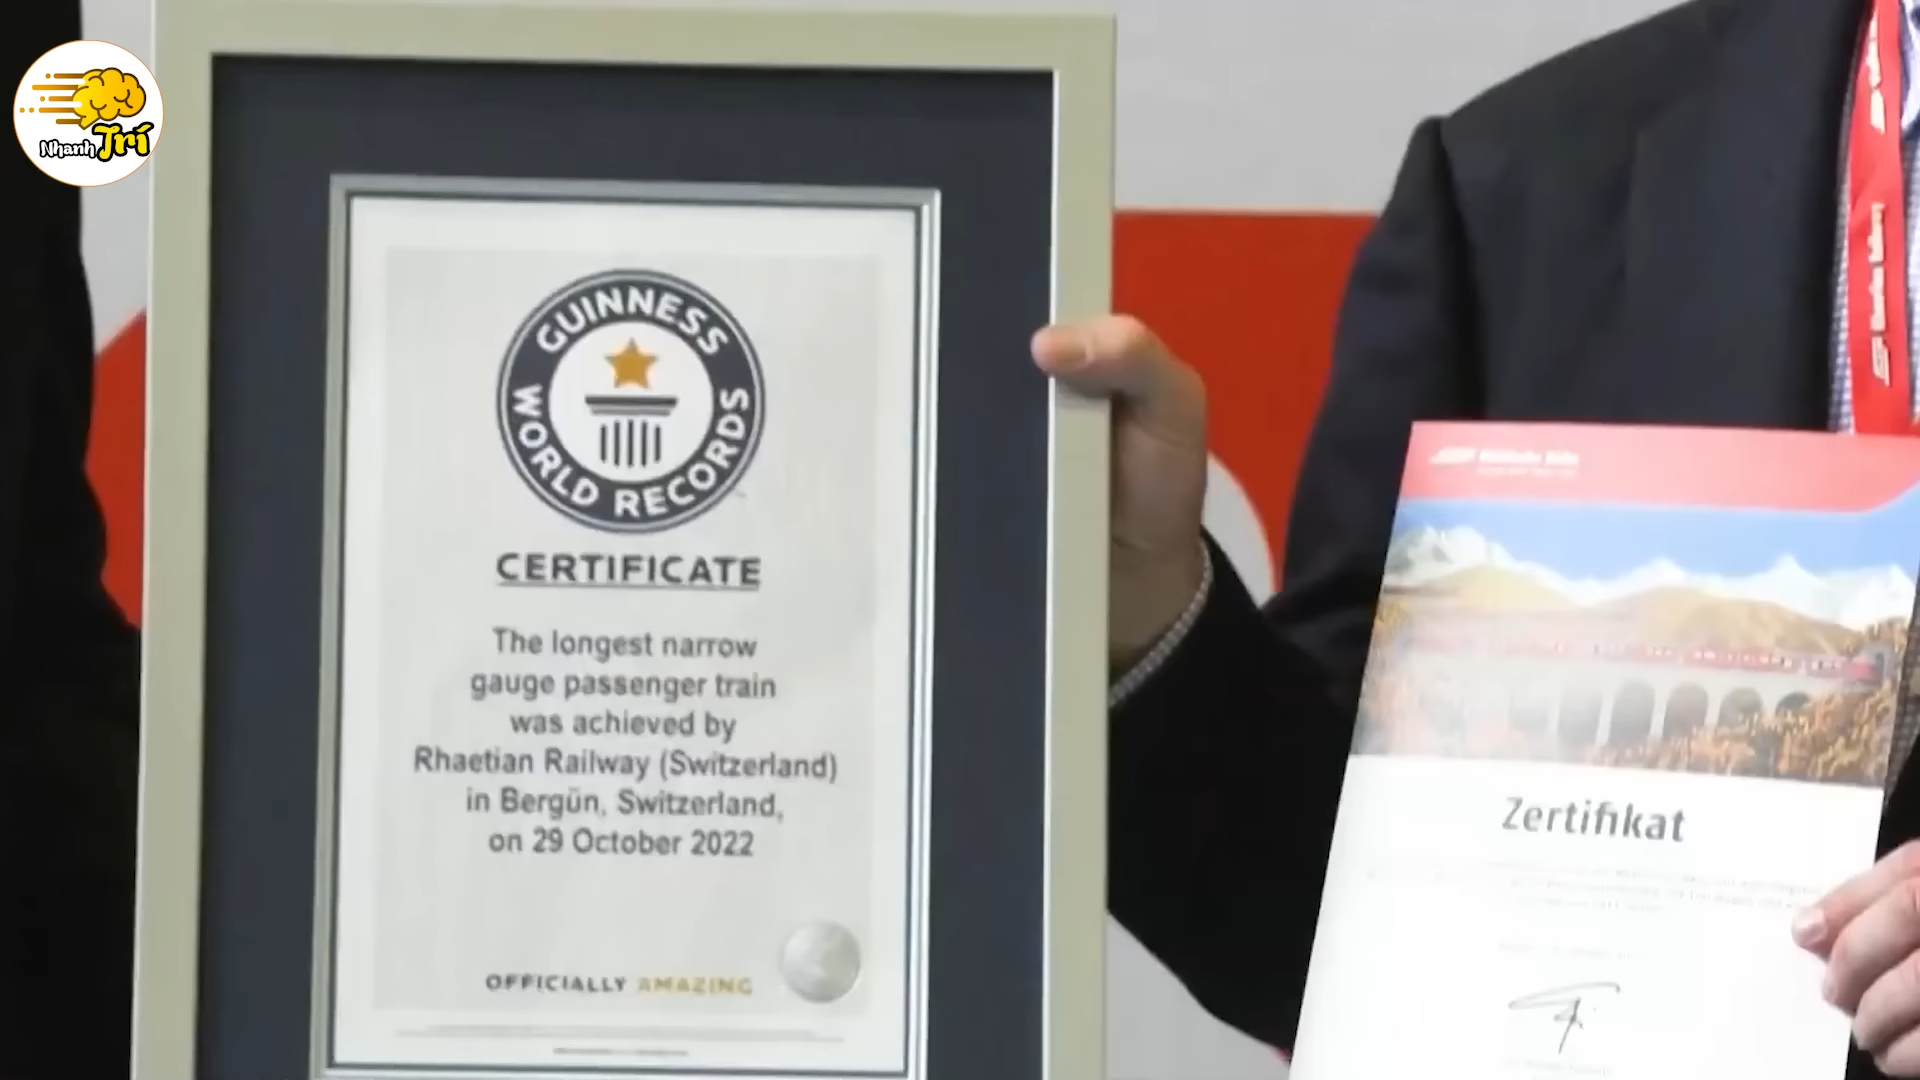 Nhanh Trí
GUINNESS
WORLD RECORDS
CERTIFICATE
The longest narrow
gauge passenger train
was achieved by
Rhaetian Railway (Switzerland)
in Bergün, Switzerland,
on 29 October 2022
OFFICIALLY AMAZING
Zertifikat